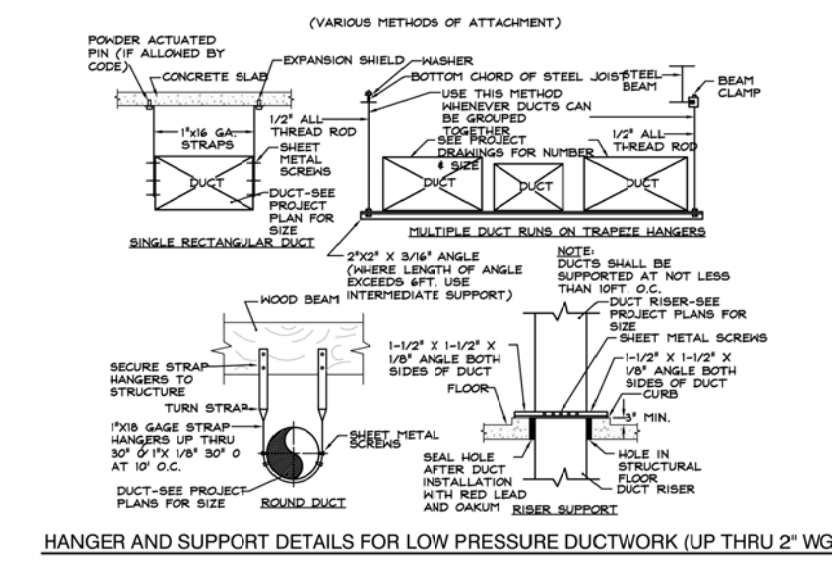 (VARIOUS METHODS OF ATTACHMENT)
POWDER ACTUATED
PIN (IF ALLOWED BY
CODE)
EXPANSION SHIELD
CONCRETE SLAB
1"x16 GA.
STRAPS
SHEET
METAL
SCREWS
DUCT
DUCT-SEE
PROJECT
PLAN FOR
SIZE
SINGLE RECTANGULAR DUCT
WASHER
BOTTOM CHORD OF STEEL JOIST
STEEL
BEAM
BEAM
CLAMP
USE THIS METHOD
WHENEVER DUCTS CAN
BE GROUPED
TOGETHER
1/2" ALL-
THREAD ROD
1/2" ALL-
THREAD ROD
SEE PROJECT
DRAWINGS FOR NUMBER
& SIZE
DUCT
DUCT
DUCT
MULTIPLE DUCT RUNS ON TRAPEZE HANGERS
2"X2" X 3/16" ANGLE
(WHERE LENGTH OF ANGLE
EXCEEDS 6FT. USE
INTERMEDIATE SUPPORT)
NOTE:
DUCTS SHALL BE
SUPPORTED AT NOT LESS
THAN 10FT. O.C.
WOOD BEAM
SECURE STRAP
HANGERS TO
STRUCTURE
TURN STRAP
1"X18 GAGE STRAP
HANGERS UP THRU
30" O 1"X 1/8" 30" O
AT 10' O.C.
SHEET METAL
SCREWS
DUCT-SEE PROJECT
PLANS FOR SIZE
ROUND DUCT
DUCT RISER-SEE
PROJECT PLANS FOR
SIZE
SHEET METAL SCREWS
1-1/2" X 1-1/2" X
1/8" ANGLE BOTH
SIDES OF DUCT
1-1/2" X 1-1/2" X
1/8" ANGLE BOTH
SIDES OF DUCT
FLOOR
CURB
3" MIN.
SEAL HOLE
AFTER DUCT
INSTALLATION
WITH RED LEAD
AND OAKUM
HOLE IN
STRUCTURAL
FLOOR
DUCT RISER
RISER SUPPORT
HANGER AND SUPPORT DETAILS FOR LOW PRESSURE DUCTWORK (UP THRU 2" WG